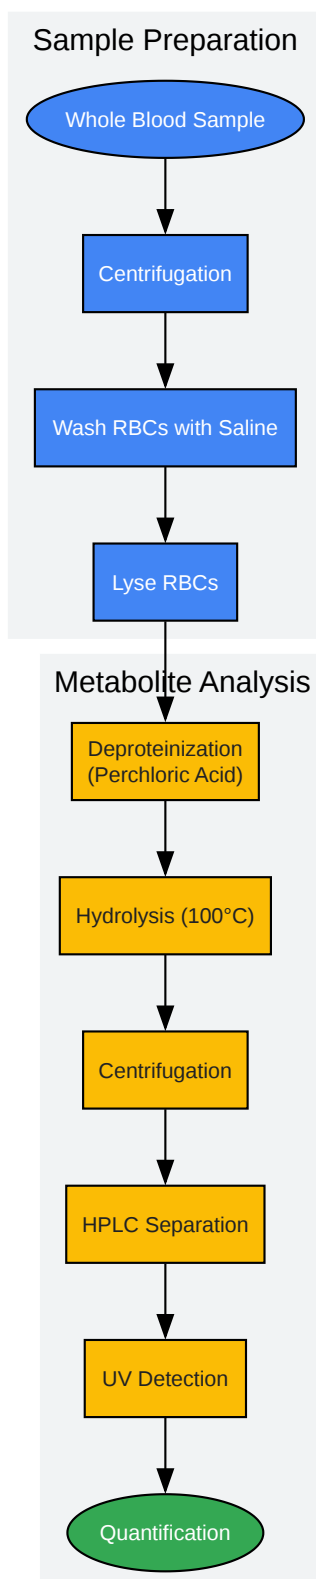 Sample Preparation
Whole Blood Sample
Centrifugation
Wash RBCs with Saline
Lyse RBCs
Metabolite Analysis
Deproteinization
(Perchloric Acid)
Hydrolysis (100°C)
Centrifugation
HPLC Separation
UV Detection
Quantification